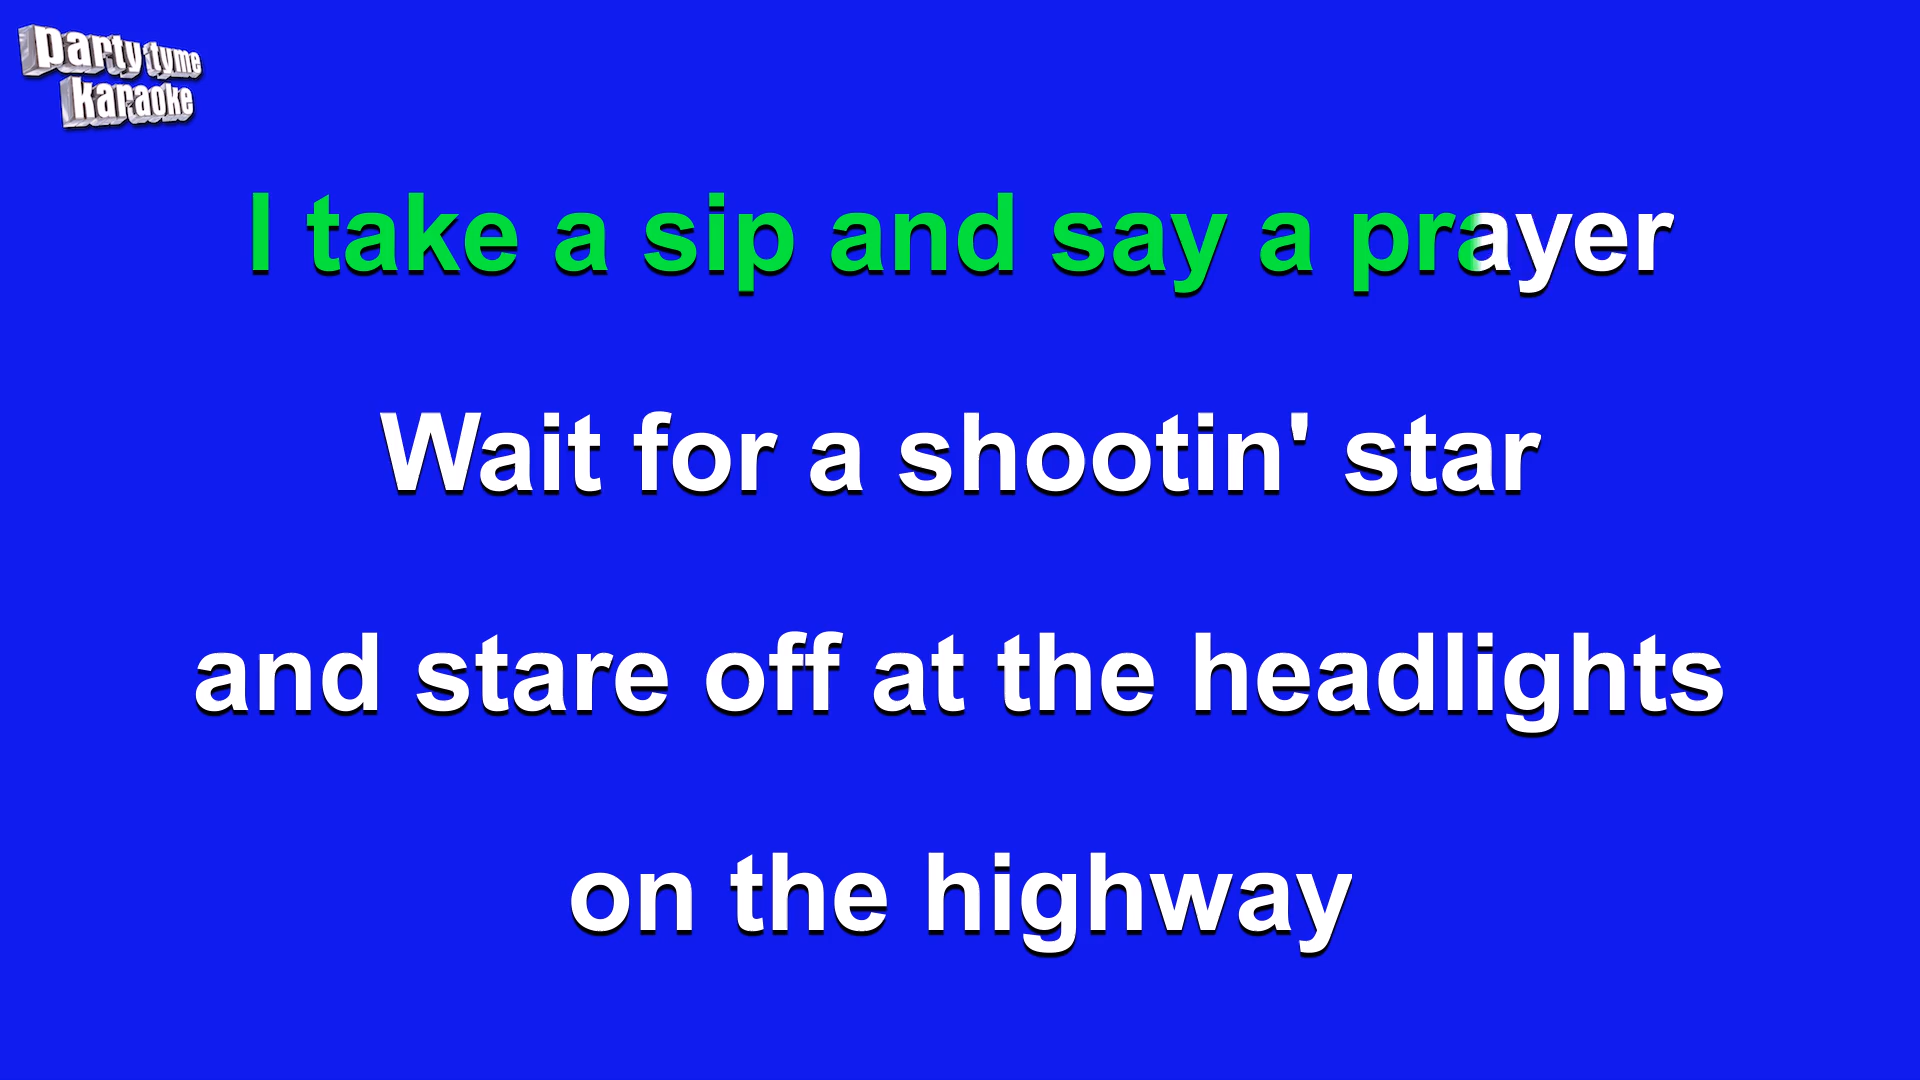 party tyme
karaoke
I take a sip and say a prayer
Wait for a shootin' star
and stare off at the headlights
on the highway